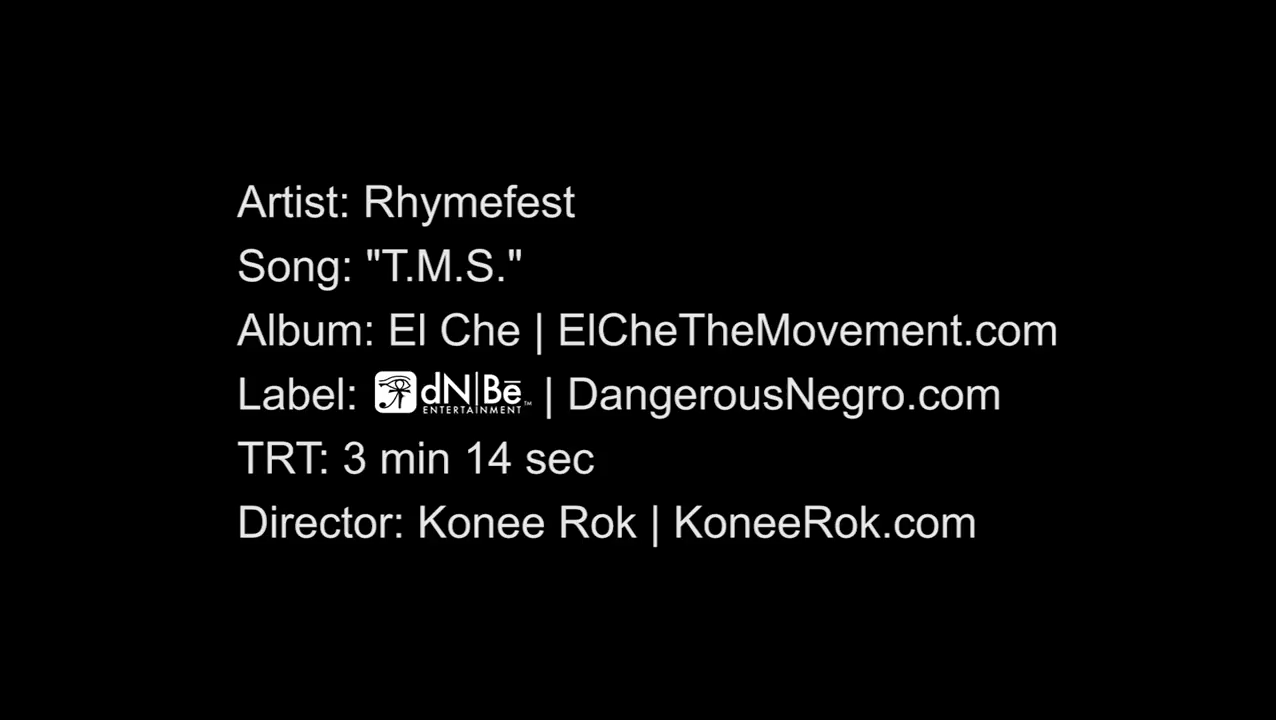 Artist: Rhymefest
Song: "T.M.S."
Album: El Che | ElCheTheMovement.com
Label: dN|Bē ENTERTAINMENT™ | DangerousNegro.com
TRT: 3 min 14 sec
Director: Konee Rok | KoneeRok.com